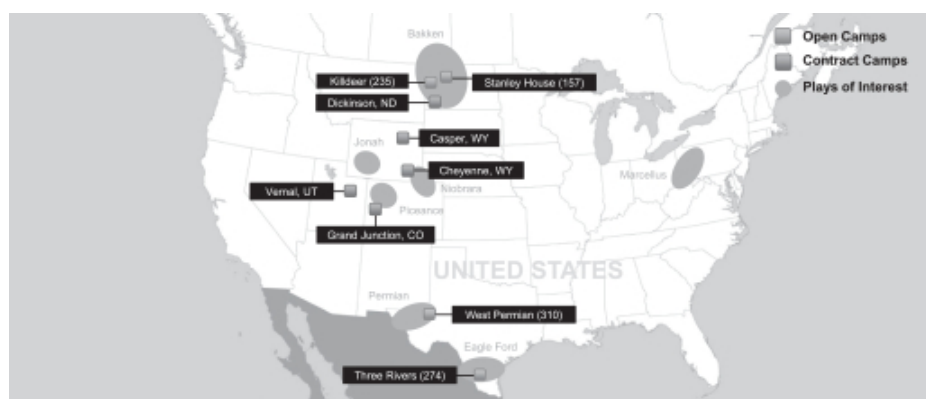 Bakken
Open Camps
Contract Camps
Plays of Interest
Killdeer (235)
Stanley House (157)
Dickinson, ND
Casper, WY
Jonah
Cheyenne, WY
Marcellus
Vernal, UT
Niobrara
Piceance
Grand Junction, CO
UNITED STATES
Permian
West Permian (310)
Eagle Ford
Three Rivers (274)